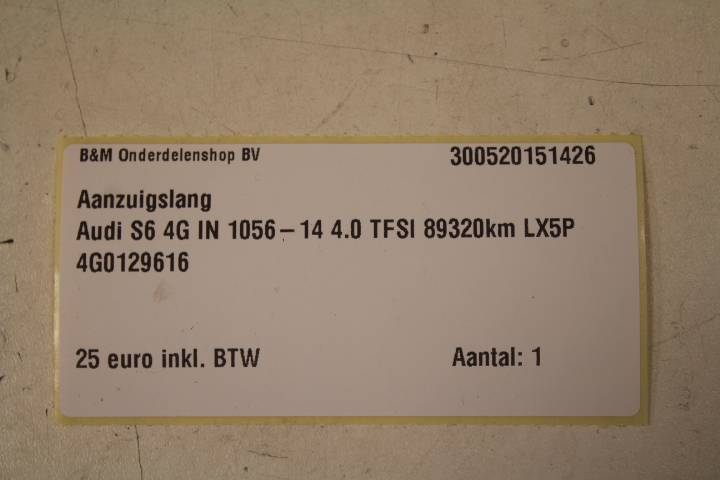 B&M Onderdelenshop BV 300520151426
Aanzuigslang
Audi S6 4G IN 1056-14 4.0 TFSI 89320km LX5P
4G0129616
25 euro inkl. BTW Aantal: 1